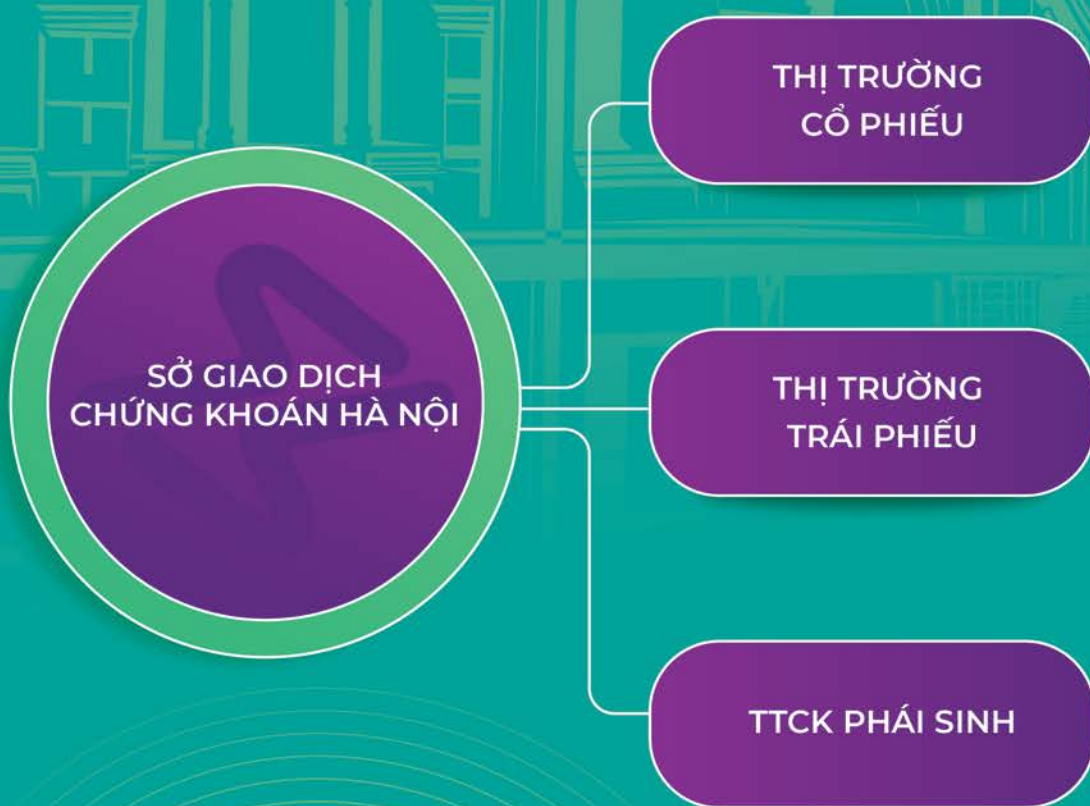 THỊ TRƯỜNG
CỔ PHIẾU
SỞ GIAO DỊCH
CHỨNG KHOÁN HÀ NỘI
THỊ TRƯỜNG
TRÁI PHIẾU
TTCK PHÁI SINH